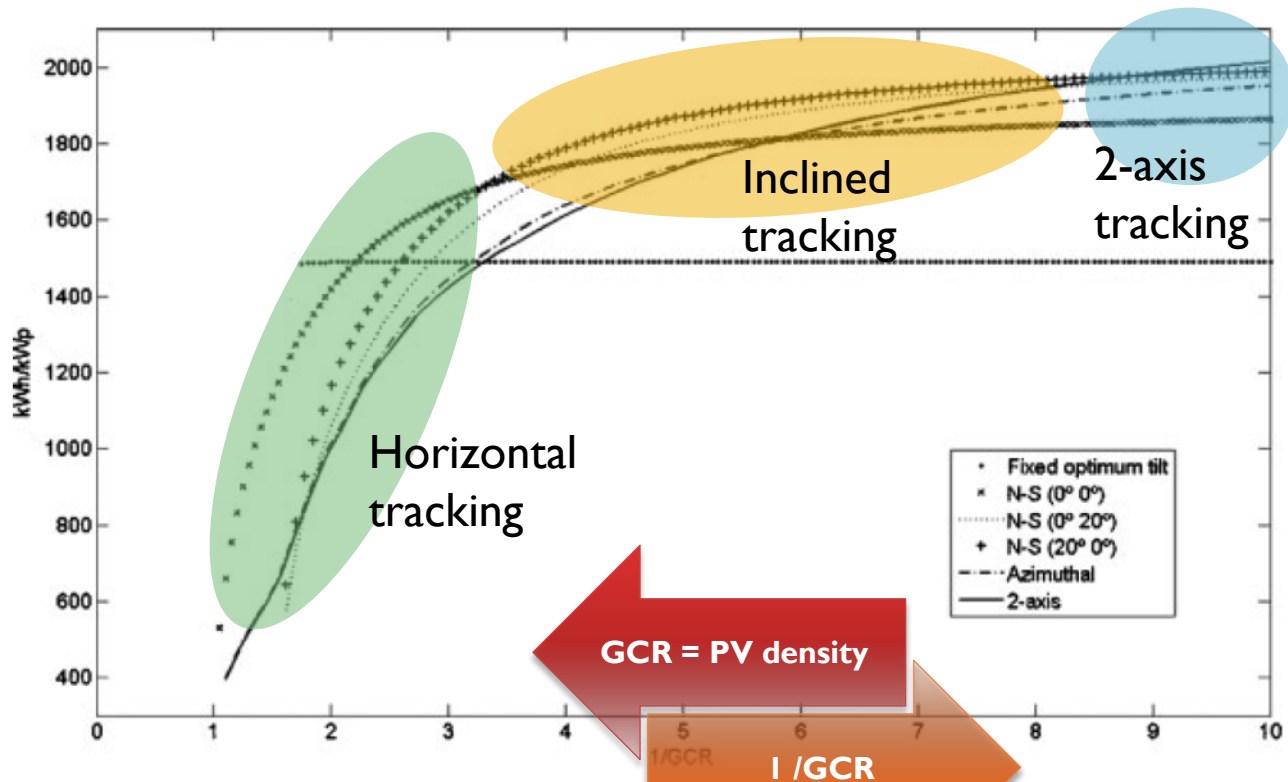 2000
1800
1600
1400
1200
1000
800
600
400
kWh/kWp
Inclined
tracking
2-axis
tracking
Horizontal
tracking
Fixed optimum tilt
N-S (0º 0º)
N-S (0º 20º)
N-S (20º 0º)
Azimuthal
2-axis
GCR = PV density
0 1 2 3 4 5 6 7 8 9 10
1/GCR
1 /GCR